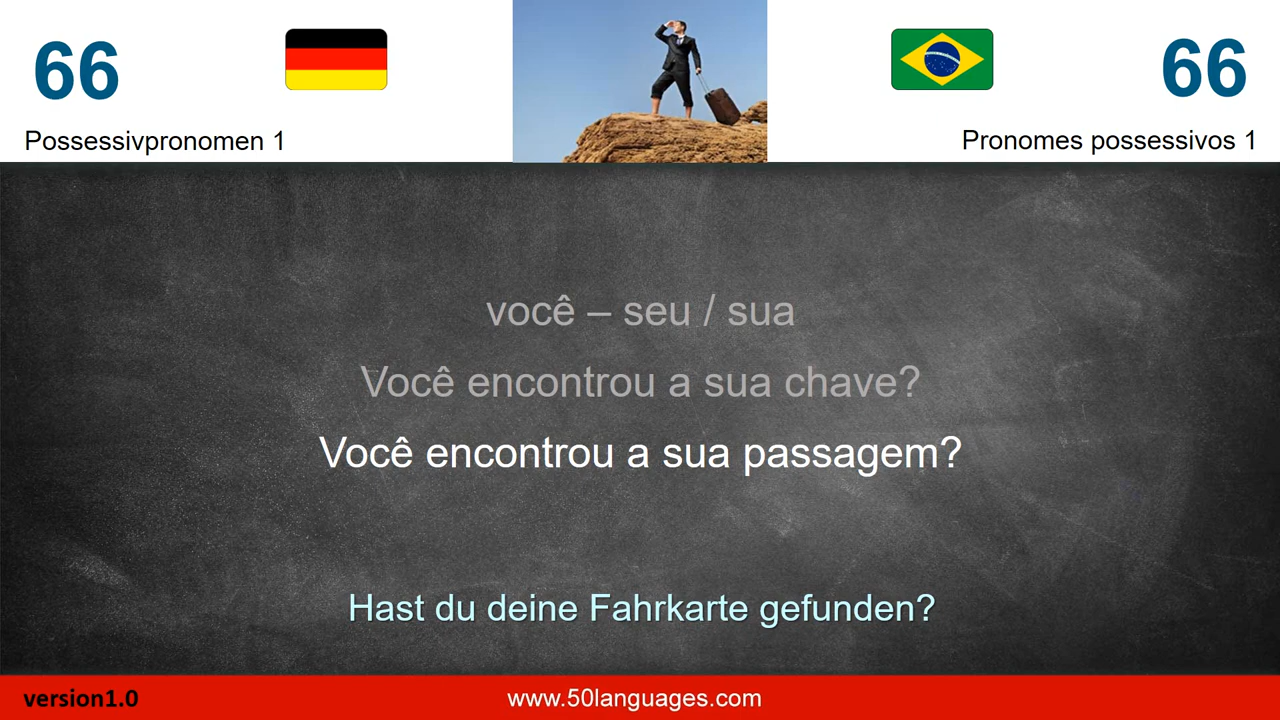 66
66
Possessivpronomen 1
Pronomes possessivos 1
você – seu / sua
Você encontrou a sua chave?
Você encontrou a sua passagem?
Hast du deine Fahrkarte gefunden?
version1.0
www.50languages.com